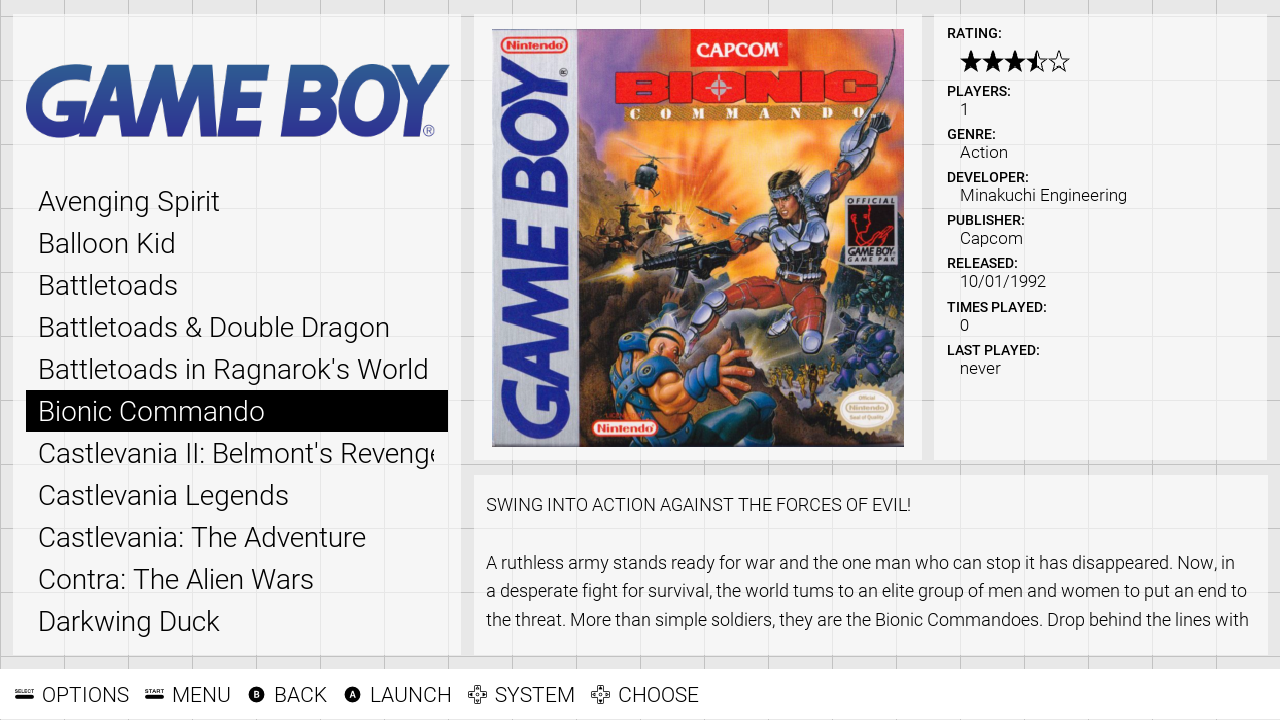 GAME BOY®
Avenging Spirit
Balloon Kid
Battletoads
Battletoads & Double Dragon
Battletoads in Ragnarok's World
Bionic Commando
Castlevania II: Belmont's Revenge
Castlevania Legends
Castlevania: The Adventure
Contra: The Alien Wars
Darkwing Duck
Nintendo®
GAME BOY®
CAPCOM®
BIONIC
COMMANDO™
OFFICIAL
Nintendo
GAME BOY
GAME PAK
Nintendo®
Official
Nintendo
Seal of Quality
RATING:
PLAYERS:
1
GENRE:
Action
DEVELOPER:
Minakuchi Engineering
PUBLISHER:
Capcom
RELEASED:
10/01/1992
TIMES PLAYED:
0
LAST PLAYED:
never
SWING INTO ACTION AGAINST THE FORCES OF EVIL!
A ruthless army stands ready for war and the one man who can stop it has disappeared. Now, in
a desperate fight for survival, the world tums to an elite group of men and women to put an end to
the threat. More than simple soldiers, they are the Bionic Commandoes. Drop behind the lines with
SELECT OPTIONS START MENU B BACK A LAUNCH SYSTEM CHOOSE